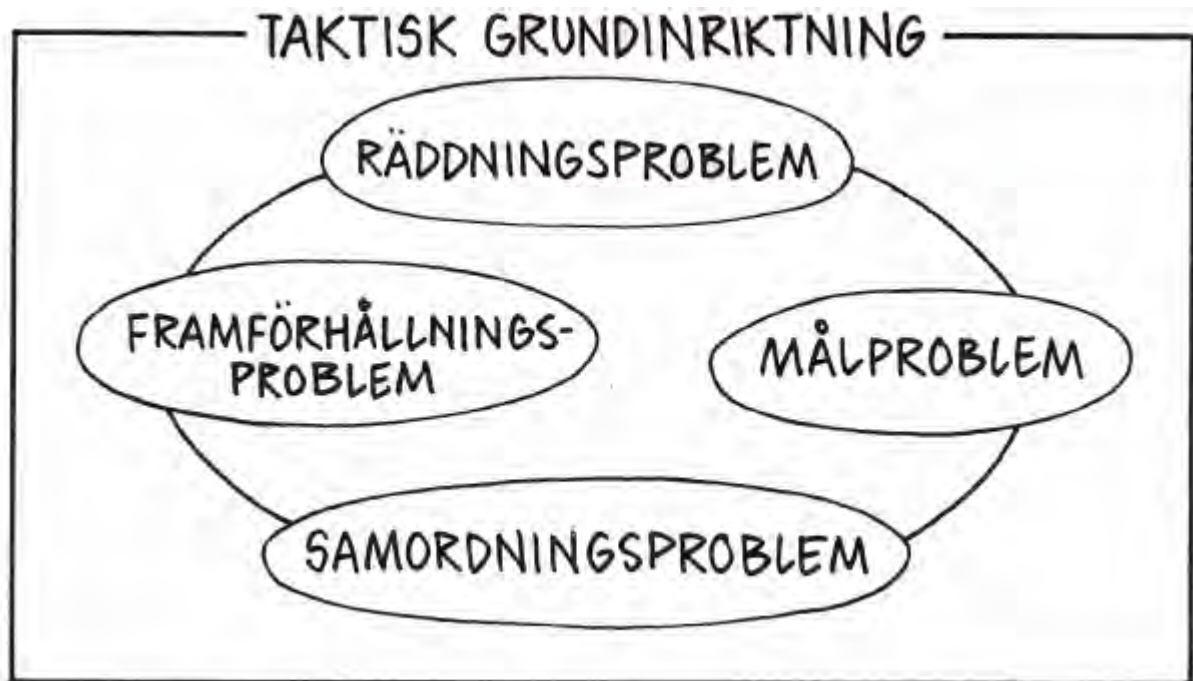 TAKTISK GRUNDINRIKTNING
RÄDDNINGSPROBLEM
FRAMFÖRHÅLLNINGS-
PROBLEM
MÅLPROBLEM
SAMORDNINGSPROBLEM